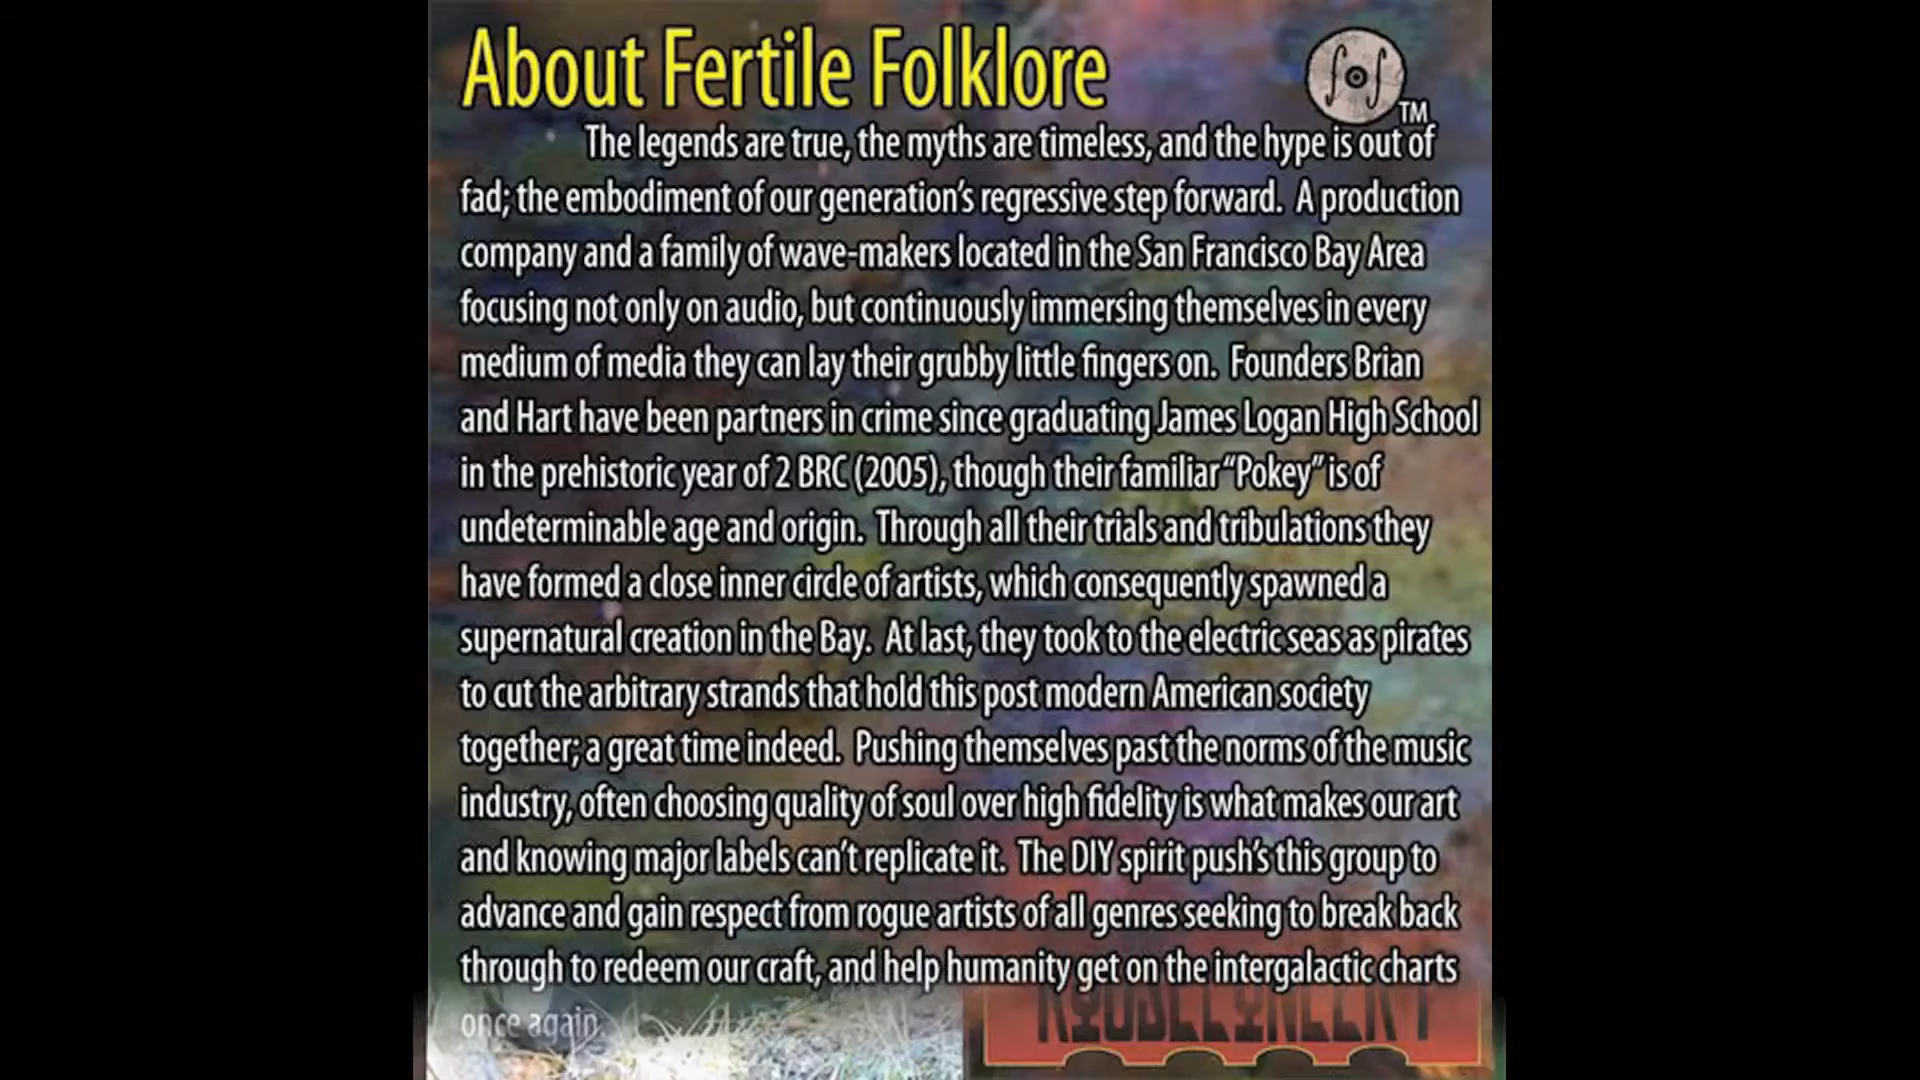 About Fertile Folklore
f f
TM
The legends are true, the myths are timeless, and the hype is out of
fad; the embodiment of our generation's regressive step forward.  A production
company and a family of wave-makers located in the San Francisco Bay Area
focusing not only on audio, but continuously immersing themselves in every
medium of media they can lay their grubby little fingers on.  Founders Brian
and Hart have been partners in crime since graduating James Logan High School
in the prehistoric year of 2 BRC (2005), though their familiar “Pokey” is of
undeterminable age and origin.  Through all their trials and tribulations they
have formed a close inner circle of artists, which consequently spawned a
supernatural creation in the Bay.  At last, they took to the electric seas as pirates
to cut the arbitrary strands that hold this post modern American society
together; a great time indeed.  Pushing themselves past the norms of the music
industry, often choosing quality of soul over high fidelity is what makes our art
and knowing major labels can't replicate it.  The DIY spirit push's this group to
advance and gain respect from rogue artists of all genres seeking to break back
through to redeem our craft, and help humanity get on the intergalactic charts
once again.